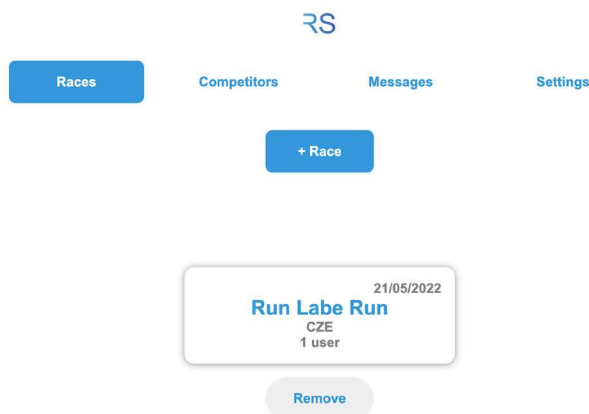 RS
Races Competitors Messages Settings
+ Race
21/05/2022
Run Labe Run
CZE
1 user
Remove